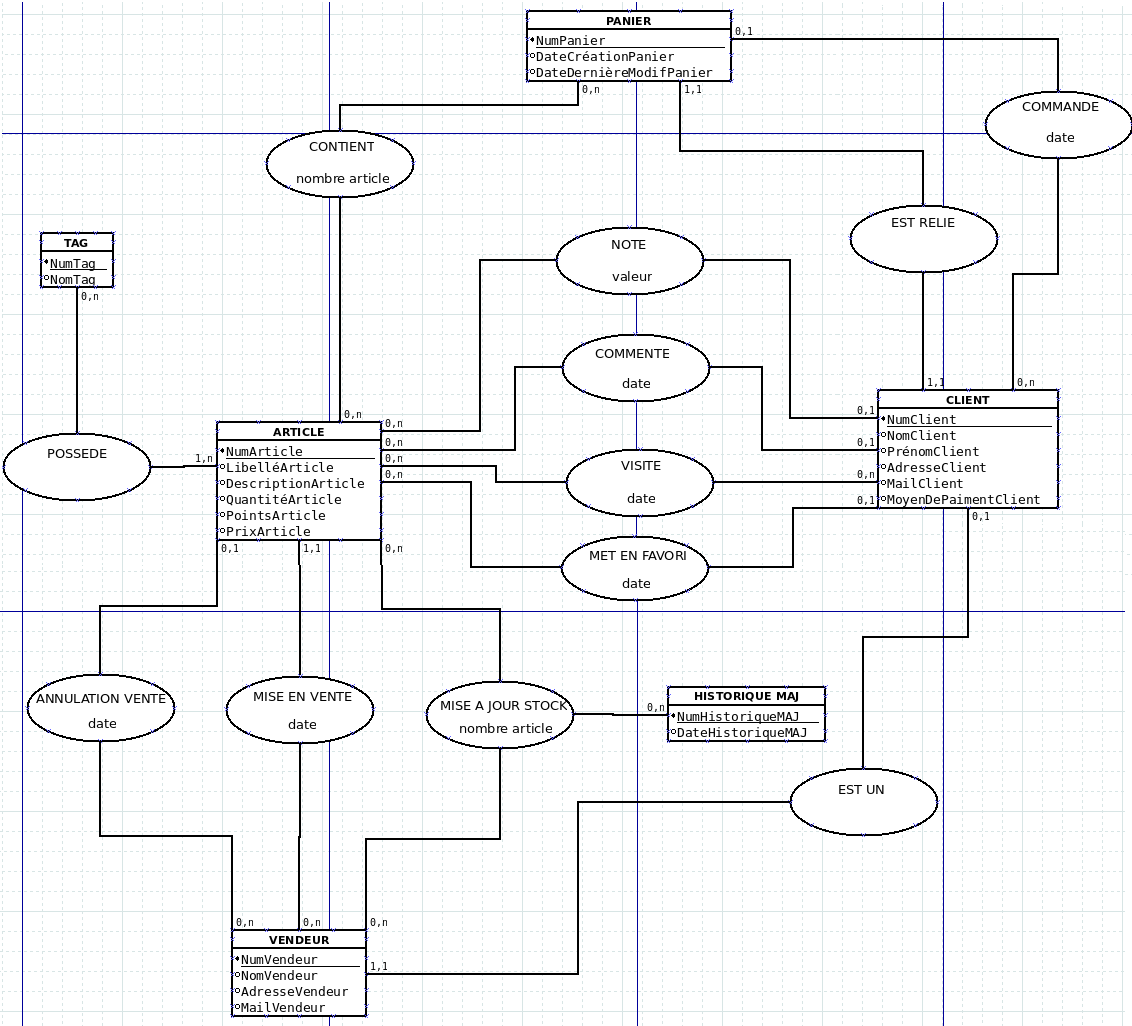 PANIER
NumPanier
DateCréationPanier
DateDernièreModifPanier
0,1
0,n
1,1
COMMANDE
date
CONTIENT
nombre article
EST RELIE
TAG
NumTag
NomTag
0,n
NOTE
valeur
COMMENTE
date
VISITE
date
MET EN FAVORI
date
1,1
0,n
CLIENT
NumClient
NomClient
PrénomClient
AdresseClient
MailClient
MoyenDePaimentClient
0,1
0,1
0,n
0,1
0,1
0,n
ARTICLE
NumArticle
LibelléArticle
DescriptionArticle
QuantitéArticle
PointsArticle
PrixArticle
0,n
0,n
0,n
0,n
POSSEDE
1,n
0,1
1,1
0,n
ANNULATION VENTE
date
MISE EN VENTE
date
MISE A JOUR STOCK
nombre article
0,n
HISTORIQUE MAJ
NumHistoriqueMAJ
DateHistoriqueMAJ
EST UN
0,n
0,n
0,n
VENDEUR
NumVendeur
NomVendeur
AdresseVendeur
MailVendeur
1,1